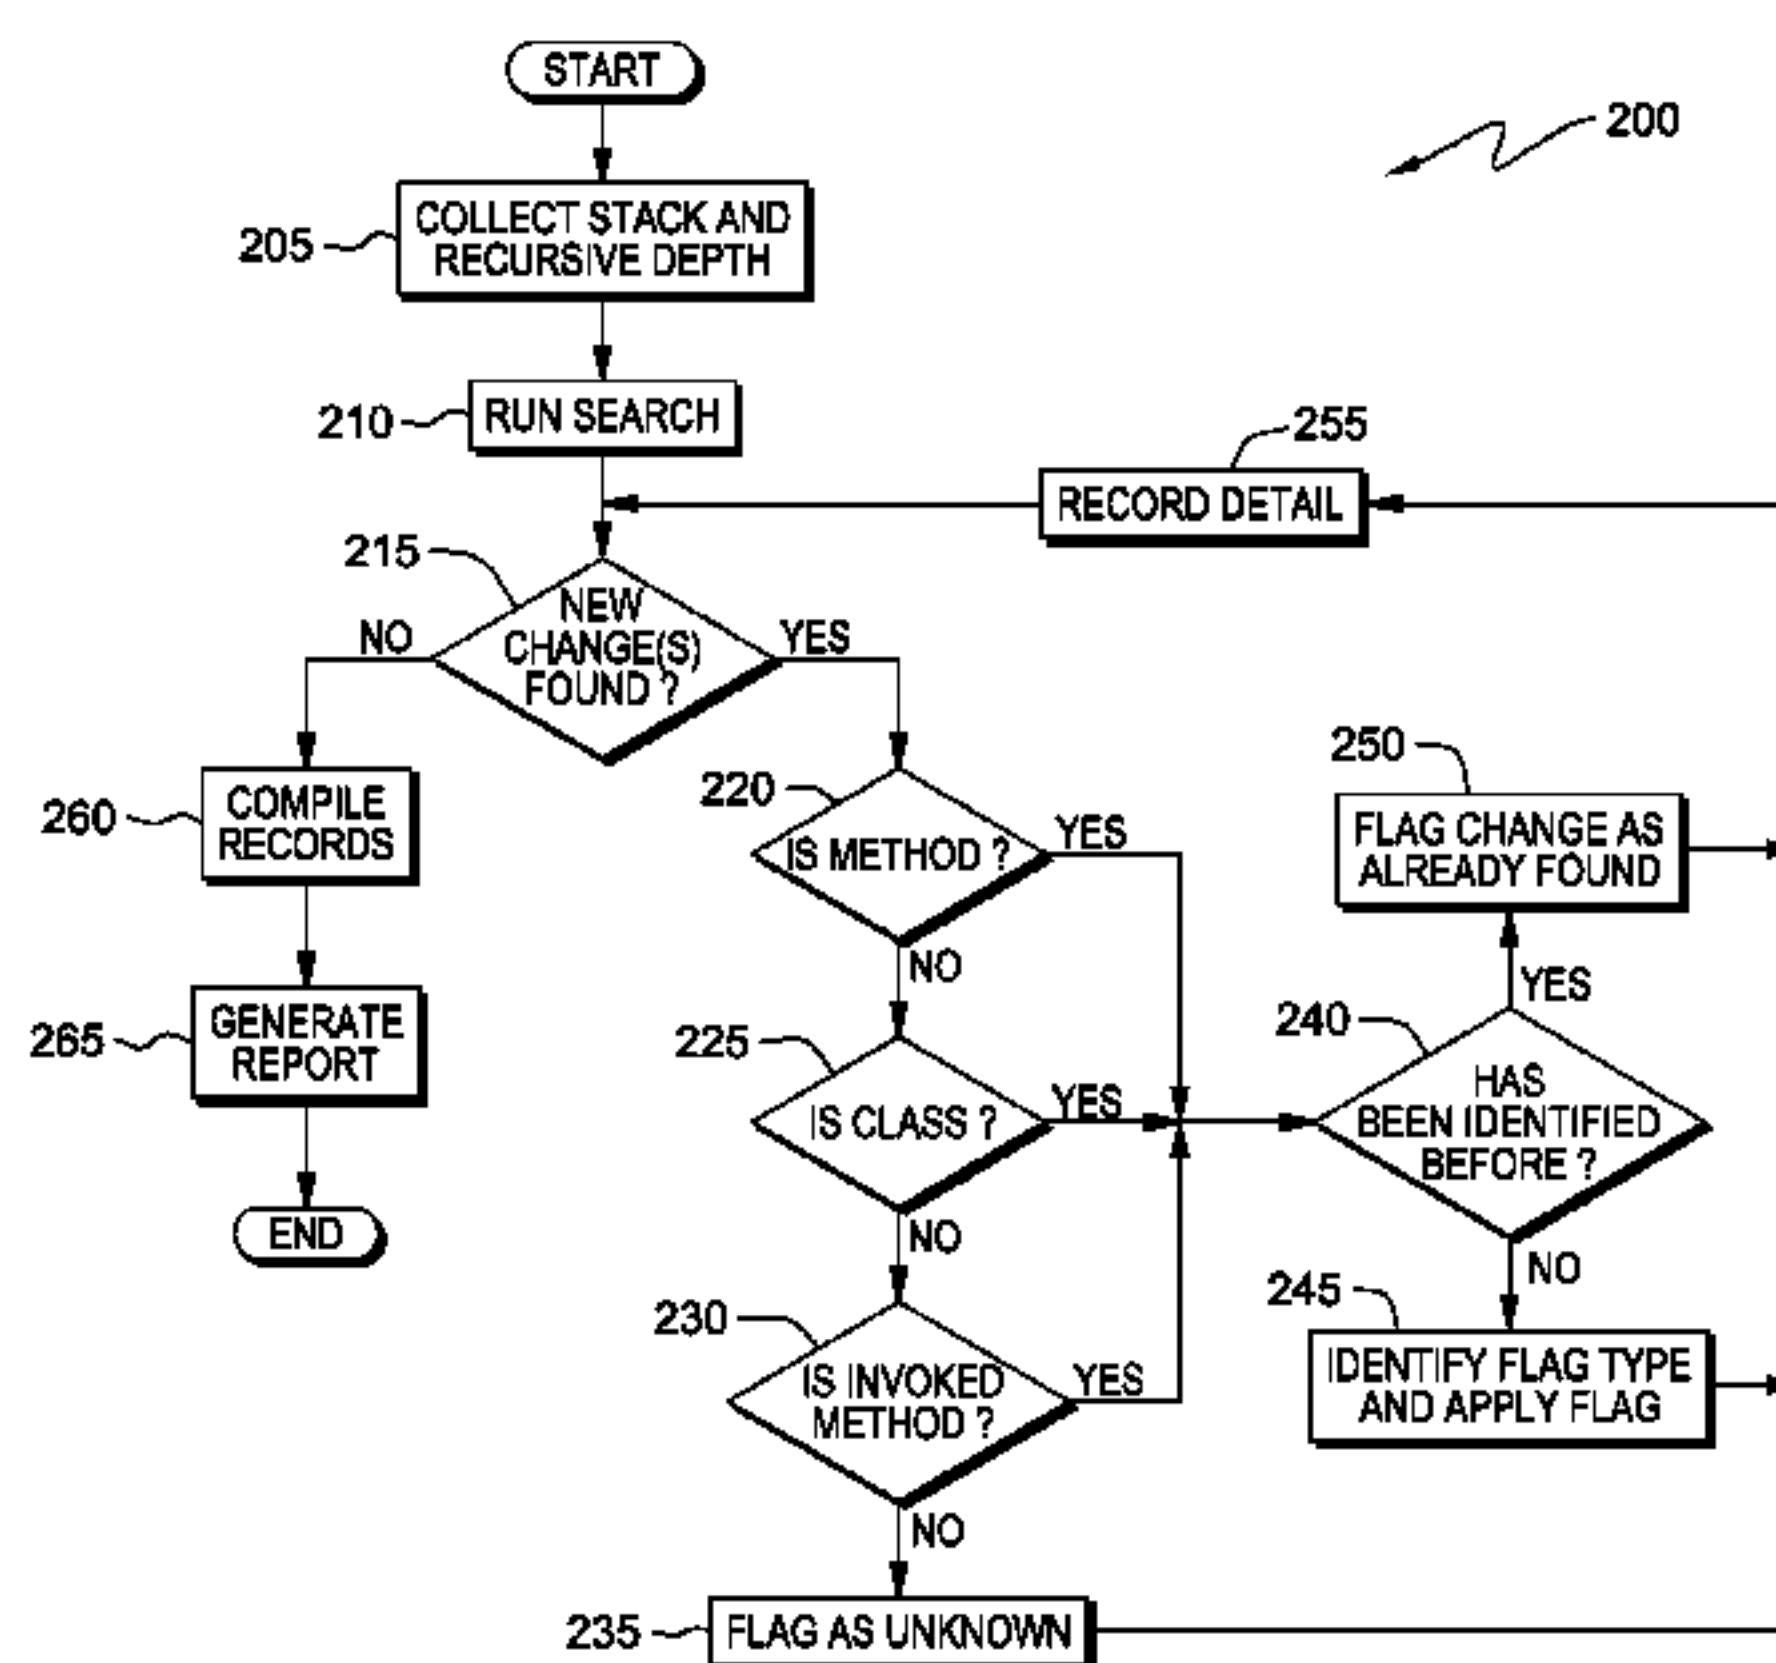 START
200
COLLECT STACK AND
RECURSIVE DEPTH
205
RUN SEARCH
210
255
RECORD DETAIL
215
NEW
CHANGE(S)
FOUND ?
NO
YES
250
220
260
COMPILE
RECORDS
IS METHOD ?
YES
FLAG CHANGE AS
ALREADY FOUND
NO
YES
265
GENERATE
REPORT
225
240
IS CLASS ?
YES
HAS
BEEN IDENTIFIED
BEFORE ?
END
NO
NO
245
230
IS INVOKED
METHOD ?
YES
IDENTIFY FLAG TYPE
AND APPLY FLAG
NO
235
FLAG AS UNKNOWN